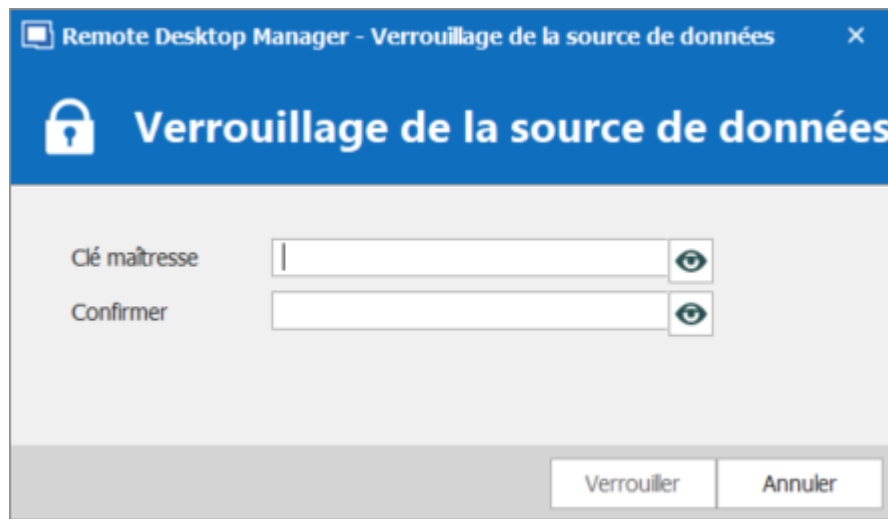 Remote Desktop Manager - Verrouillage de la source de données
Verrouillage de la source de données
Clé maîtresse
Confirmer
Verrouiller
Annuler